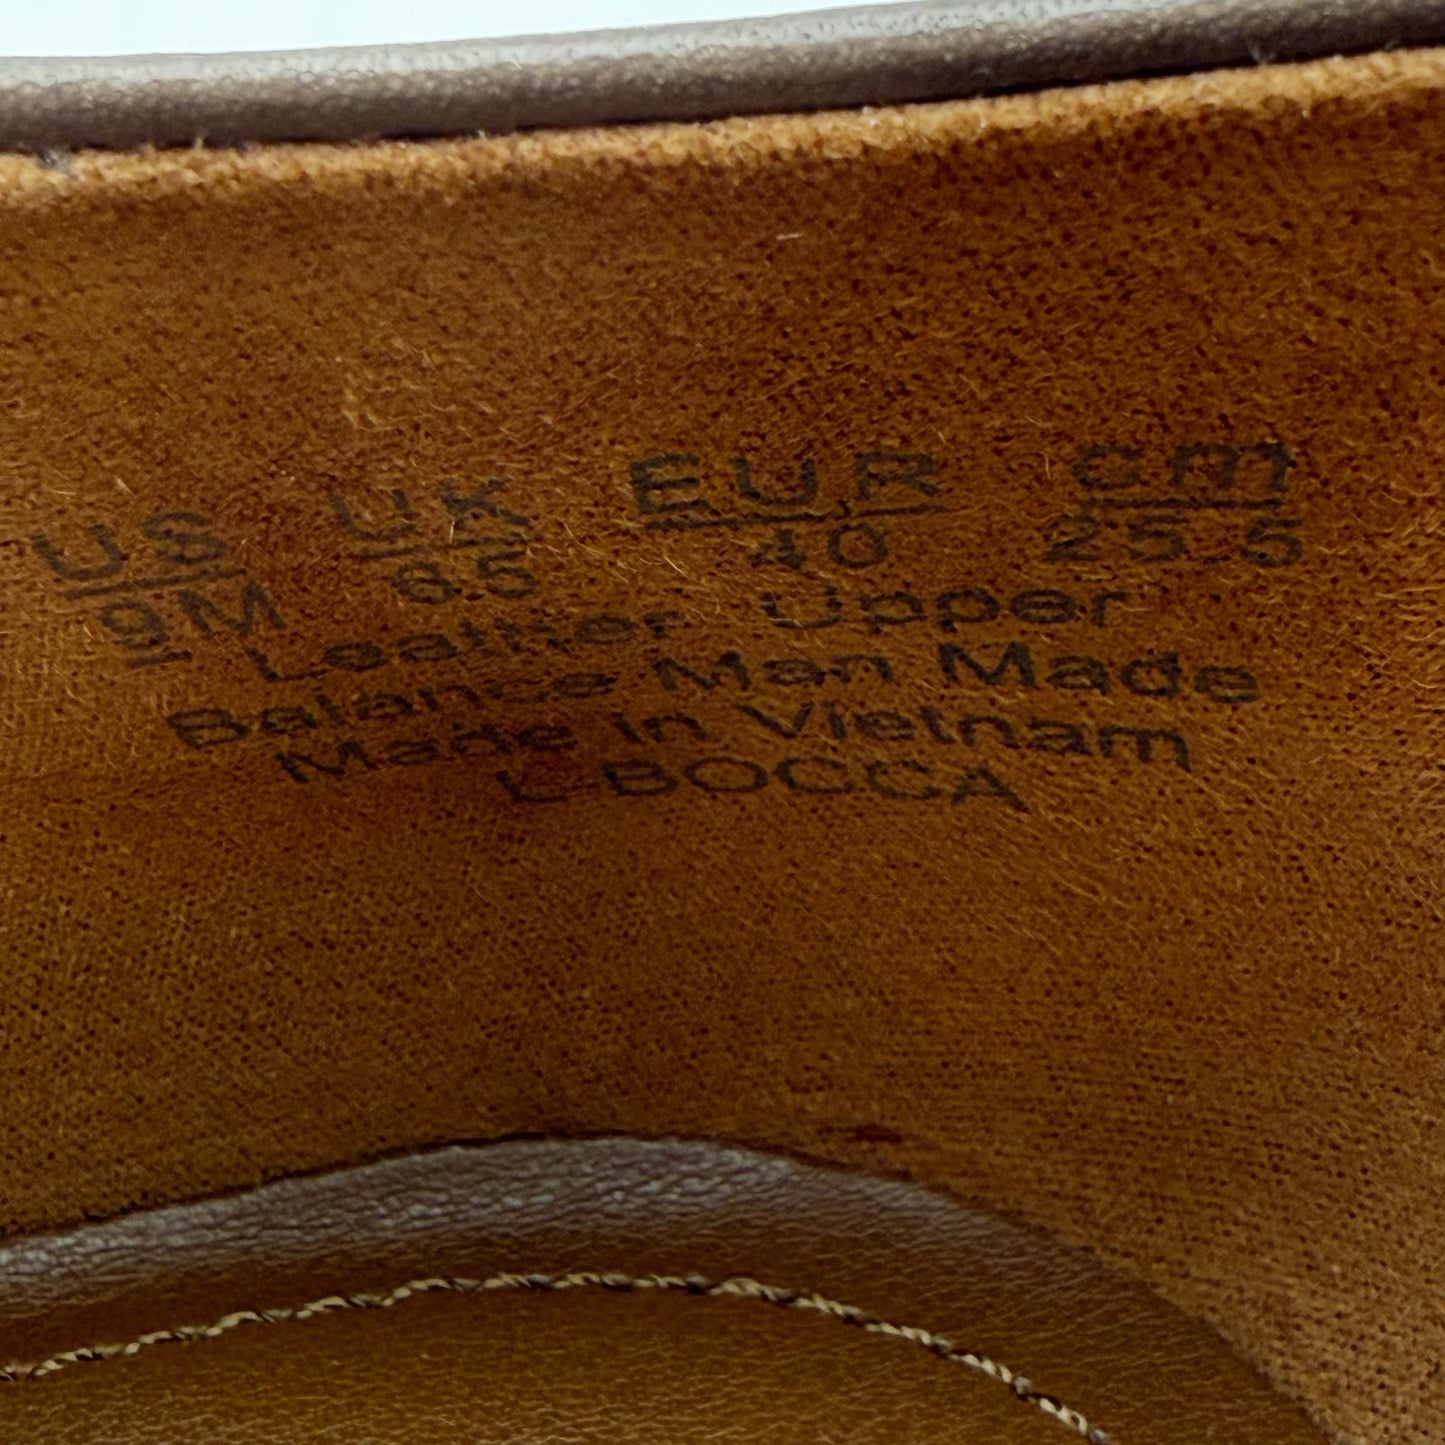 US UK EUR cm
9M 6.5 40 25.5
Leather Upper
Balance Man Made
Made in Vietnam
L-BOCCA